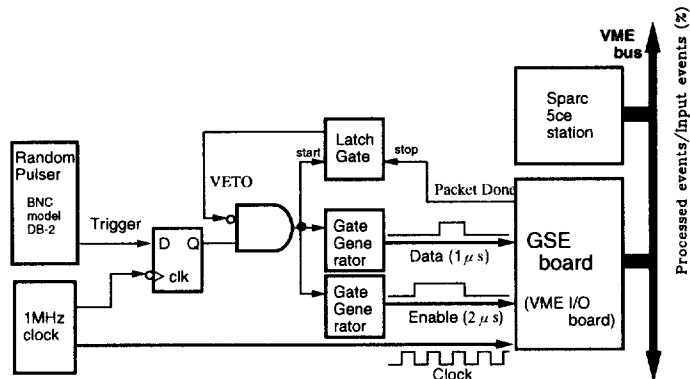 VME
bus
Processed events/Input events (%)
Sparc
5ce
station
Latch
Gate
start
stop
VETO
Packet Done
Random
Pulser
BNC
model
DB-2
Trigger
D
Q
clk
1MHz
clock
Gate
Gene
rator
Data (1μs)
Gate
Gene
rator
Enable (2μs)
GSE
board
(VME I/O
board)
Clock